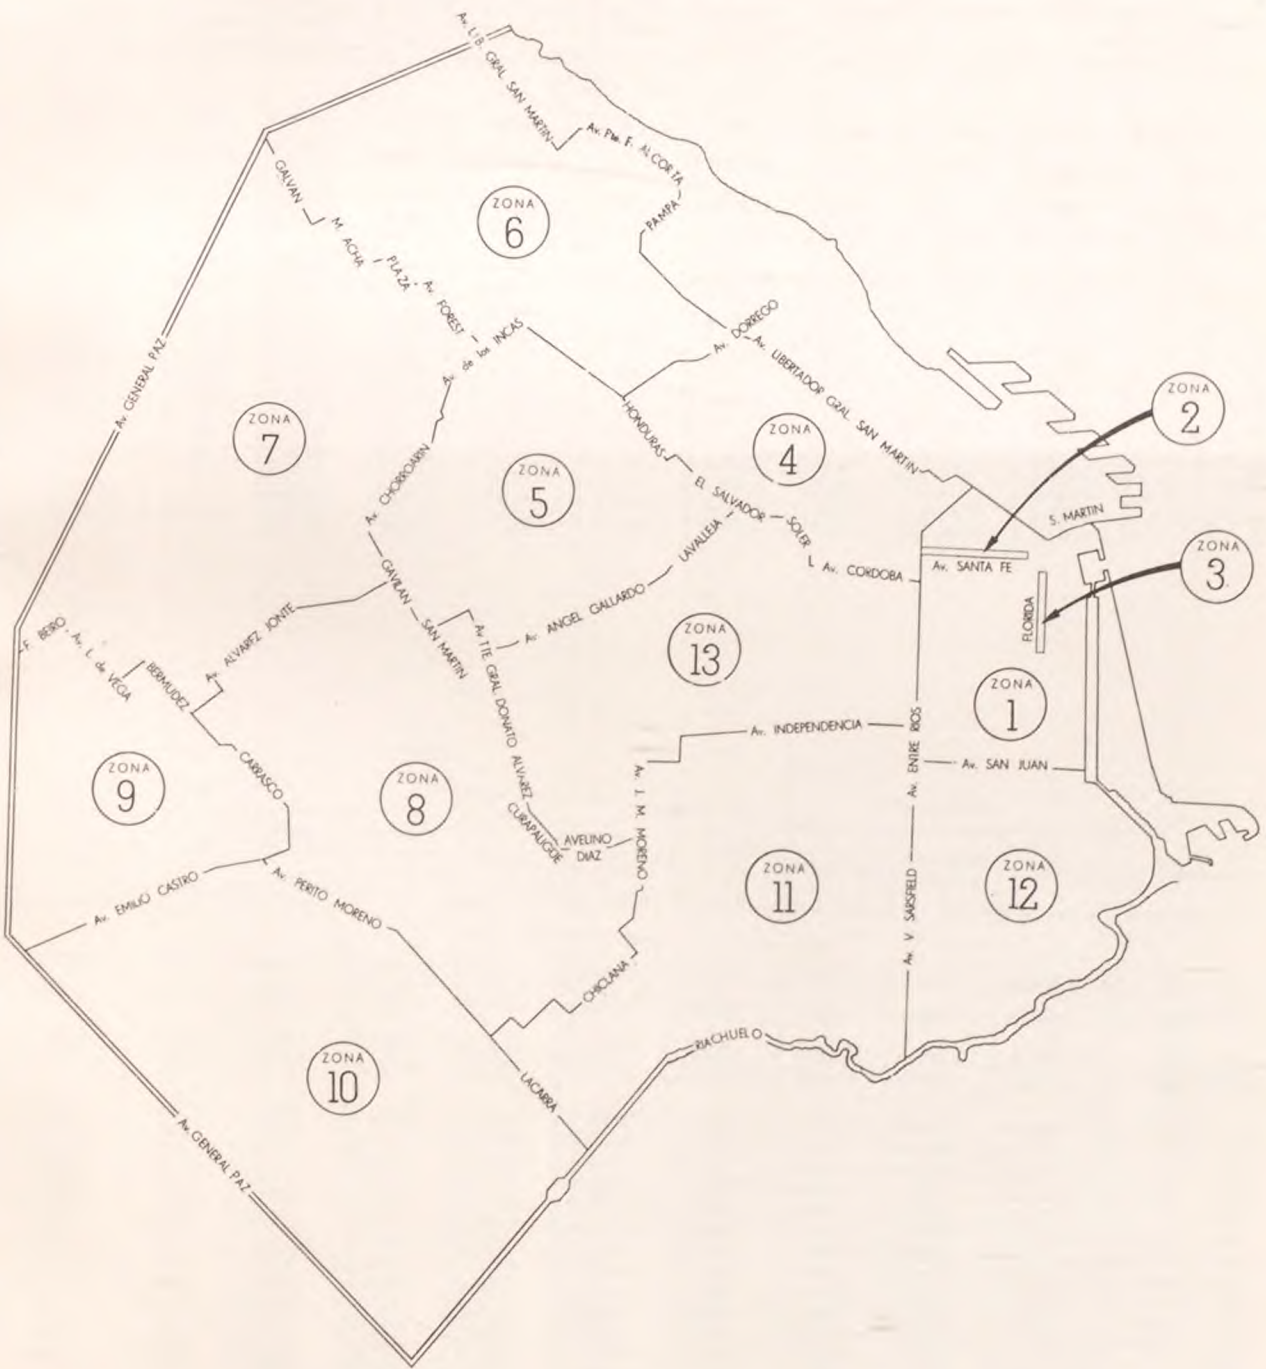 Av. LIB. GRAL. SAN MARTIN
Av. Pte. F. ALCORTA
PAMPA
GALVAN
M. ACHA
PLAZA
Av. FOREST
Av. de los INCAS
ZONA
6
Av. DORREGO
Av. LIBERTADOR GRAL. SAN MARTIN
Av GENERAL PAZ
ZONA
7
HONDURAS
ZONA
4
ZONA
2
Av. CHORROARIN
ZONA
5
EL SALVADOR
SOLER
LAVALLEJA
Av. CORDOBA
S. MARTIN
Av. SANTA FE
ZONA
3
FLORIDA
GAVILAN
SAN MARTIN
Av. ANGEL GALLARDO
Av. ALVAREZ JONTE
F. BEIRO
Av. L. de VEGA
BERMUDEZ
Av TTE. GRAL. DONATO ALVAREZ
ZONA
13
ZONA
1
Av. INDEPENDENCIA
Av. ENTRE RIOS
Av. SAN JUAN
CARRASCO
ZONA
9
ZONA
8
Av. J. M. MORENO
CURAPALIGUE
AVELINO
DIAZ
ZONA
11
ZONA
12
Av. V. SARSFIELD
Av. EMILIO CASTRO
Av. PERITO MORENO
CHICLANA
RIACHUELO
ZONA
10
LACARRA
Av. GENERAL PAZ